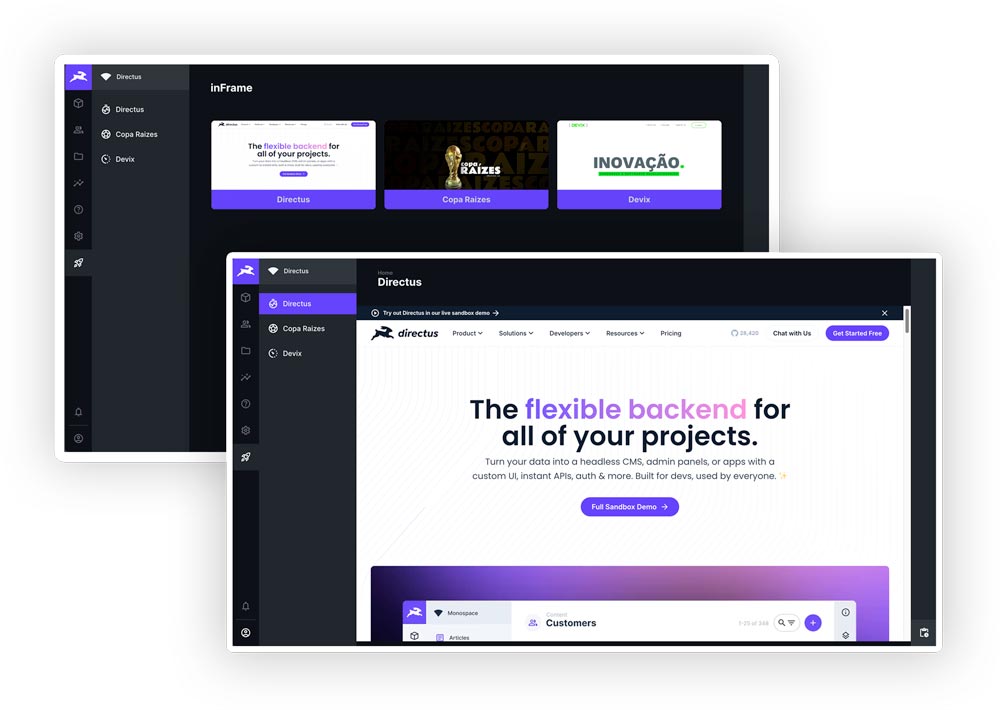 Directus
Directus
Copa Raizes
Devix
inFrame
The flexible backend for
all of your projects.
Directus
COPA
RAÍZES
Copa Raizes
DEVIX
INOVAÇÃO.
Devix
Directus
Directus
Copa Raizes
Devix
Home
Directus
Try out Directus in our live sandbox demo →
directus
Product Solutions Developers Resources Pricing 28,420 Chat with Us Get Started Free
The flexible backend for
all of your projects.
Turn your data into a headless CMS, admin panels, or apps with a
custom UI, instant APIs, auth & more. Built for devs, used by everyone. ✨
Full Sandbox Demo →
Monospace
Articles
Content
Customers
1-25 of 348